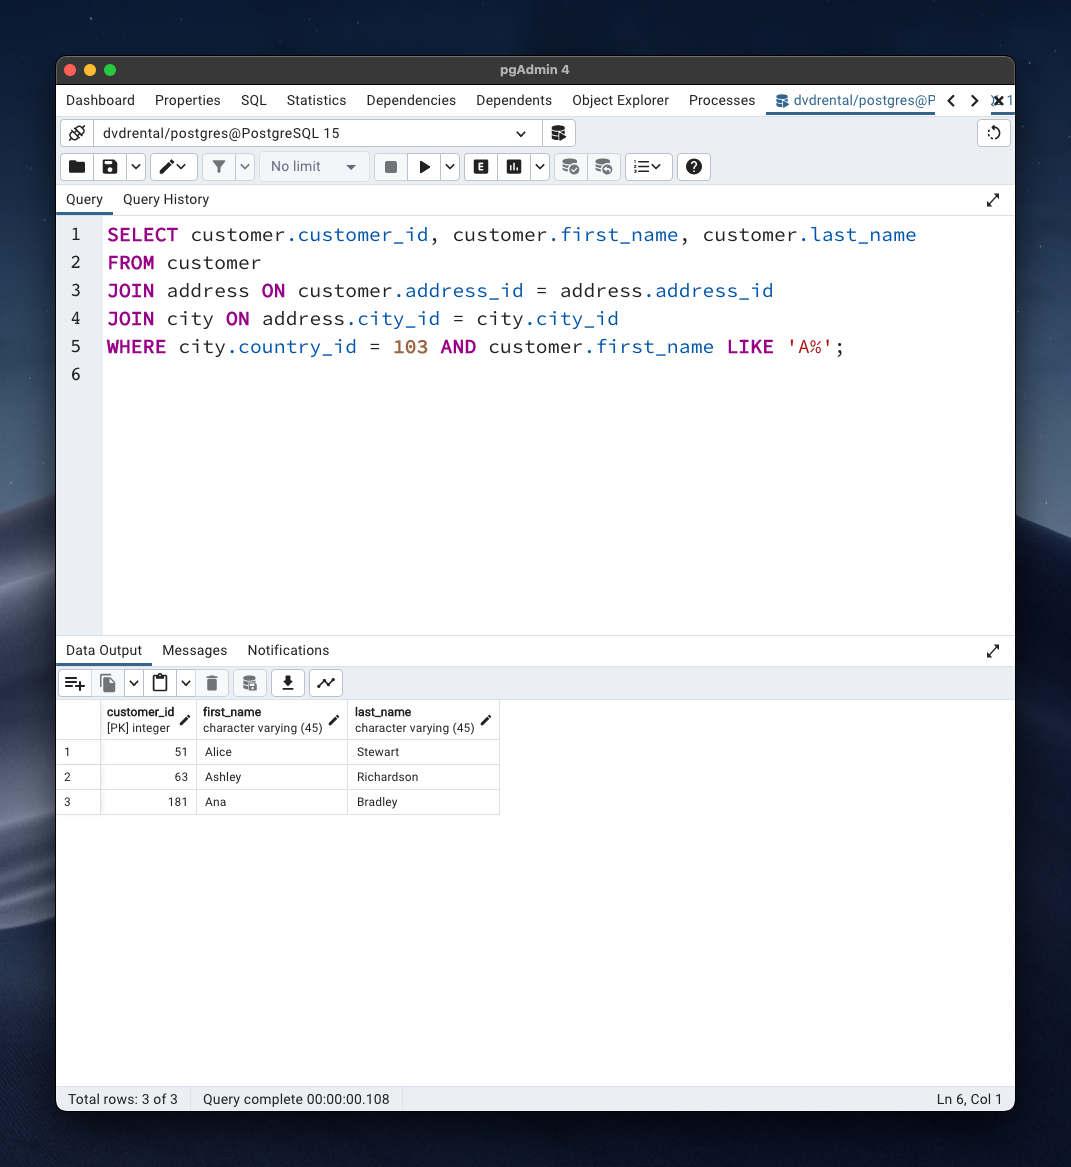 pgAdmin 4
Dashboard Properties SQL Statistics Dependencies Dependents Object Explorer Processes dvdrental/postgres@P 1
dvdrental/postgres@PostgreSQL 15
No limit E
Query Query History
1 SELECT customer.customer_id, customer.first_name, customer.last_name
2 FROM customer
3 JOIN address ON customer.address_id = address.address_id
4 JOIN city ON address.city_id = city.city_id
5 WHERE city.country_id = 103 AND customer.first_name LIKE 'A%';
6
Data Output Messages Notifications
customer_id first_name last_name
[PK] integer character varying (45) character varying (45)
1 51 Alice Stewart
2 63 Ashley Richardson
3 181 Ana Bradley
Total rows: 3 of 3 Query complete 00:00:00.108 Ln 6, Col 1